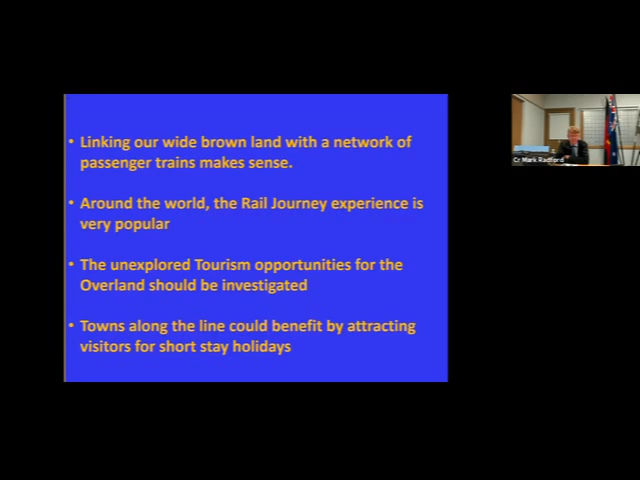 • Linking our wide brown land with a network of
passenger trains makes sense.
• Around the world, the Rail Journey experience is
very popular
• The unexplored Tourism opportunities for the
Overland should be investigated
• Towns along the line could benefit by attracting
visitors for short stay holidays
Cr Mark Radford